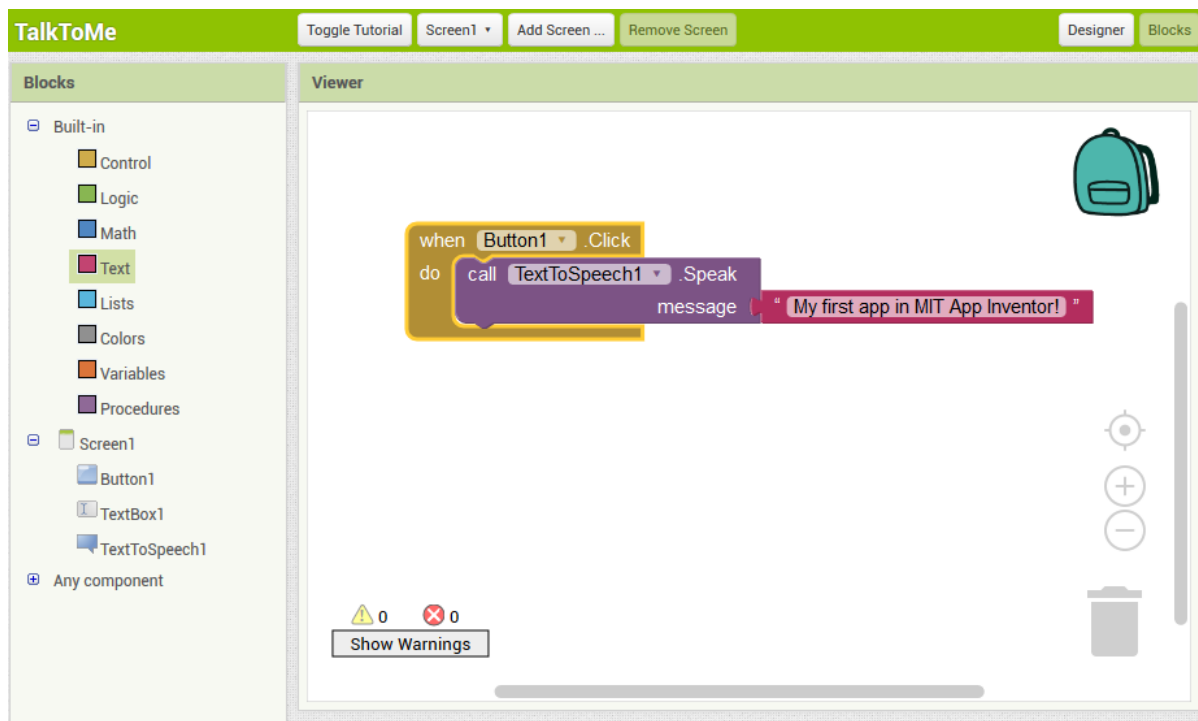 TalkToMe
Toggle Tutorial Screen1 Add Screen ... Remove Screen Designer Blocks
Blocks
Built-in
Control
Logic
Math
Text
Lists
Colors
Variables
Procedures
Screen1
Button1
TextBox1
TextToSpeech1
Any component
Viewer
when Button1 .Click
do call TextToSpeech1 .Speak
message “ My first app in MIT App Inventor! ”
0 0
Show Warnings